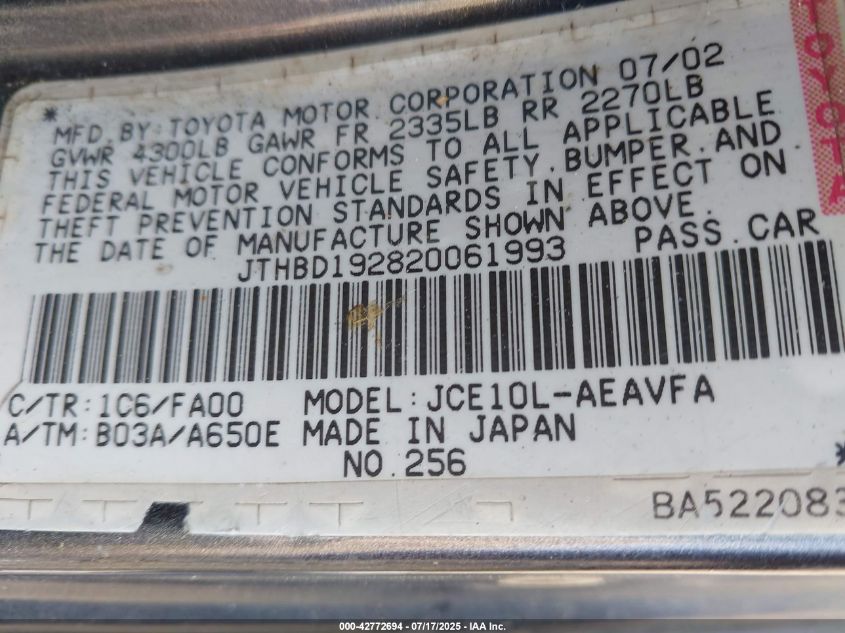 * MFD. BY: TOYOTA MOTOR CORPORATION 07/02
GVWR 4300LB GAWR FR 2335LB RR 2270LB
THIS VEHICLE CONFORMS TO ALL APPLICABLE
FEDERAL MOTOR VEHICLE SAFETY, BUMPER, AND
THEFT PREVENTION STANDARDS IN EFFECT ON
THE DATE OF MANUFACTURE SHOWN ABOVE.
JTHBD192820061993 PASS. CAR
C/TR:1C6/FA00 MODEL:JCE10L-AEAVFA
A/TM:B03A/A650E MADE IN JAPAN
NO.256 *
TOYOTA
BA522083
000-42772694 - 07/17/2025 - IAA Inc.